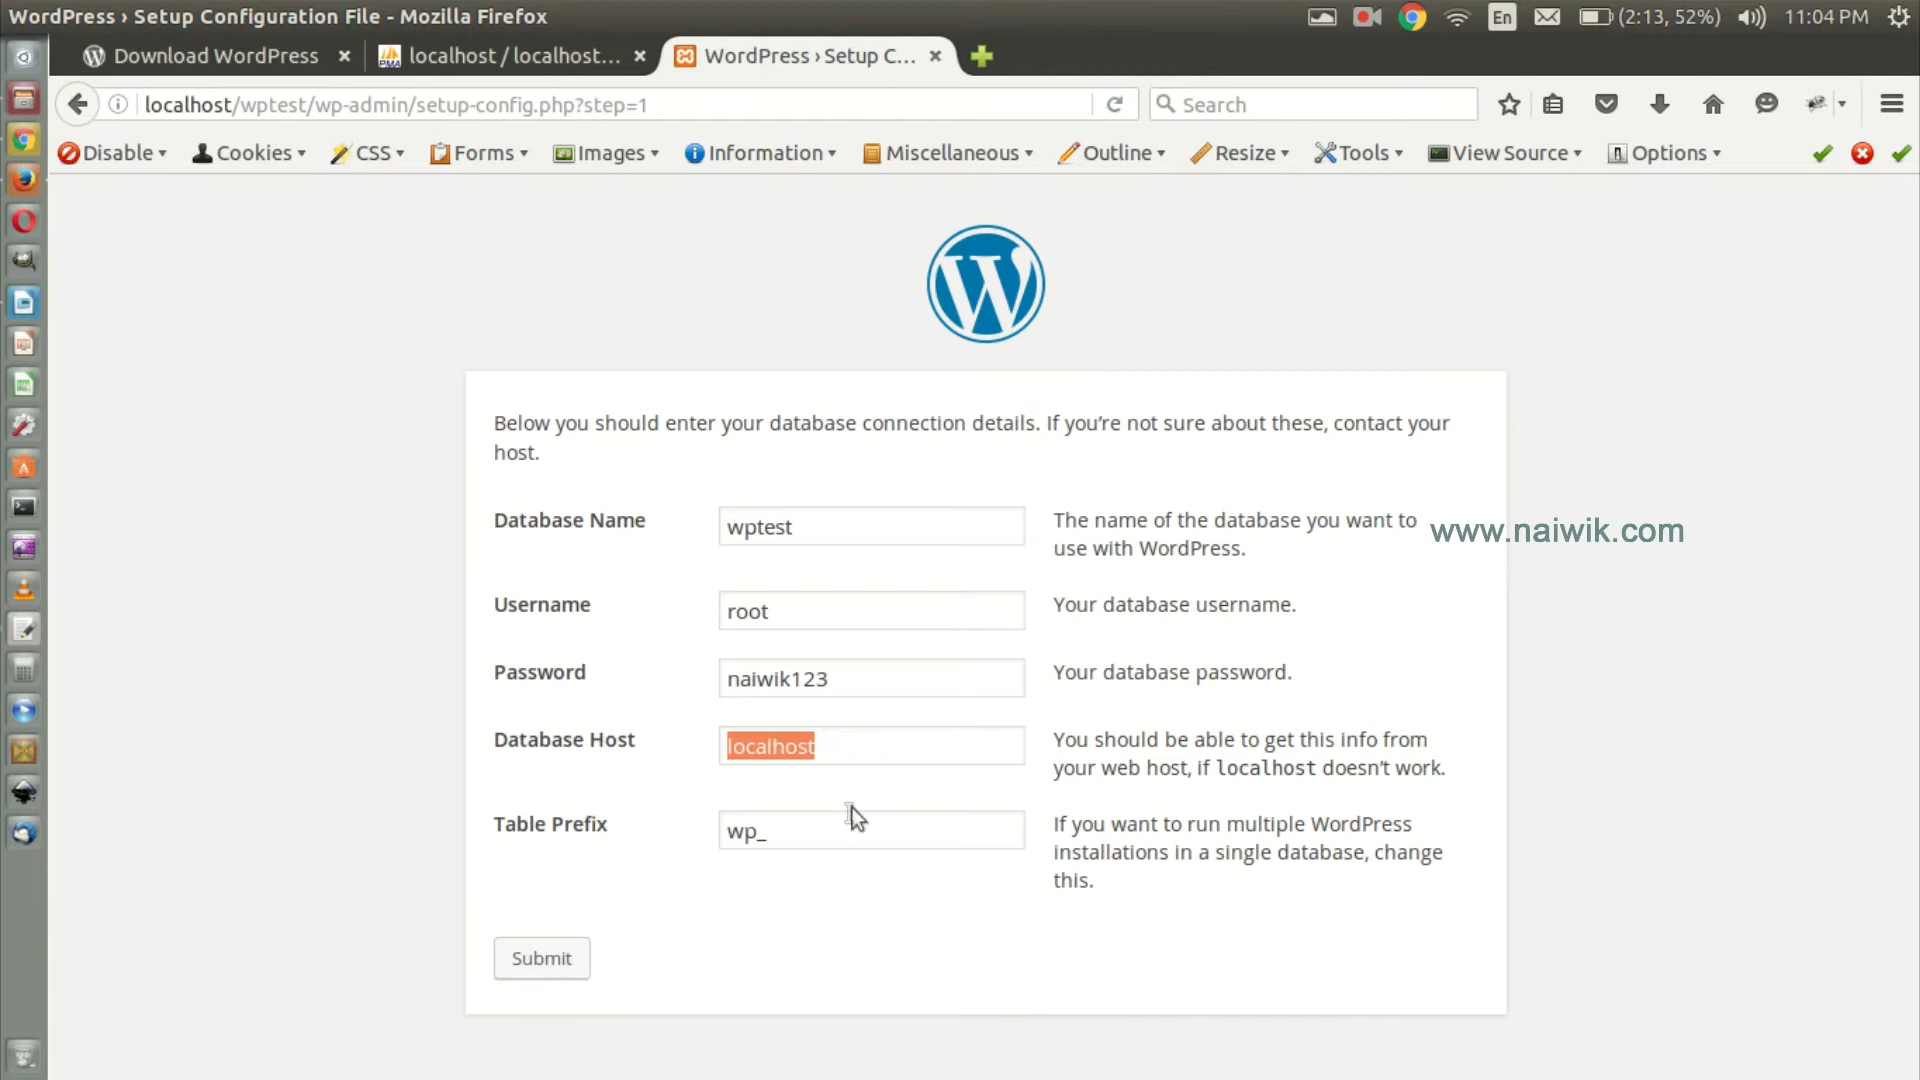 WordPress › Setup Configuration File - Mozilla Firefox
En
(2:13, 52%)
11:04 PM
Download WordPress
localhost / localhost...
WordPress › Setup C...
localhost/wptest/wp-admin/setup-config.php?step=1
Search
Disable
Cookies
CSS
Forms
Images
Information
Miscellaneous
Outline
Resize
Tools
View Source
Options
Below you should enter your database connection details. If you’re not sure about these, contact your
host.
Database Name
wptest
The name of the database you want to
use with WordPress.
www.naiwik.com
Username
root
Your database username.
Password
naiwik123
Your database password.
Database Host
localhost
You should be able to get this info from
your web host, if localhost doesn’t work.
Table Prefix
wp_
If you want to run multiple WordPress
installations in a single database, change
this.
Submit